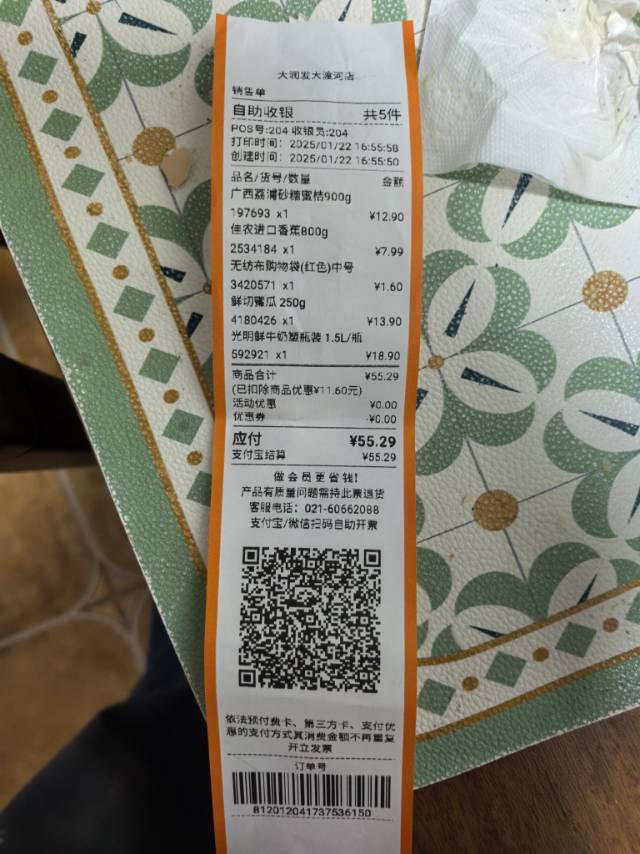 大润发大渡河店
销售单
自助收银 共5件
POS号:204 收银员:204
打印时间: 2025/01/22 16:55:58
创建时间: 2025/01/22 16:55:50
品名/货号/数量 金额
广西荔浦砂糖蜜桔900g
197693 x1 ¥12.90
佳农进口香蕉800g
2534184 x1 ¥7.99
无纺布购物袋(红色)中号
3420571 x1 ¥1.60
鲜切蜜瓜 250g
4180426 x1 ¥13.90
光明鲜牛奶塑瓶装 1.5L/瓶
592921 x1 ¥18.90
商品合计 ¥55.29
(已扣除商品优惠¥11.60元)
活动优惠 ¥0.00
优惠券 -¥0.00
应付 ¥55.29
支付宝结算 ¥55.29
做会员更省钱!
产品有质量问题需持此票退货
客服电话: 021-60662088
支付宝/微信扫码自助开票
依法预付费卡、第三方卡、支付优
惠的支付方式其消费金额不再重复
开立发票
订单号
812012041737536150